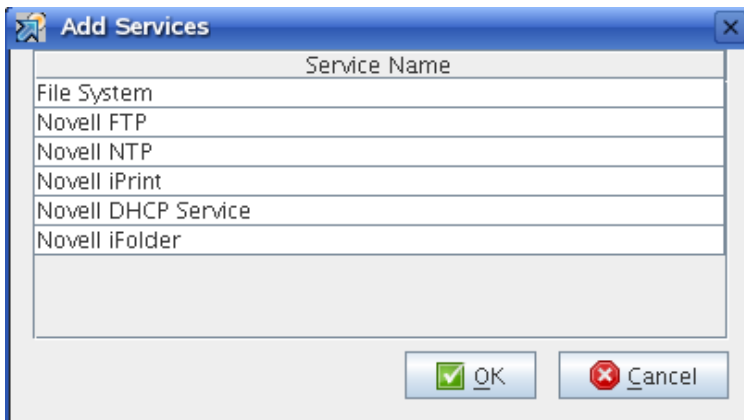 Add Services
Service Name
File System
Novell FTP
Novell NTP
Novell iPrint
Novell DHCP Service
Novell iFolder
OK
Cancel